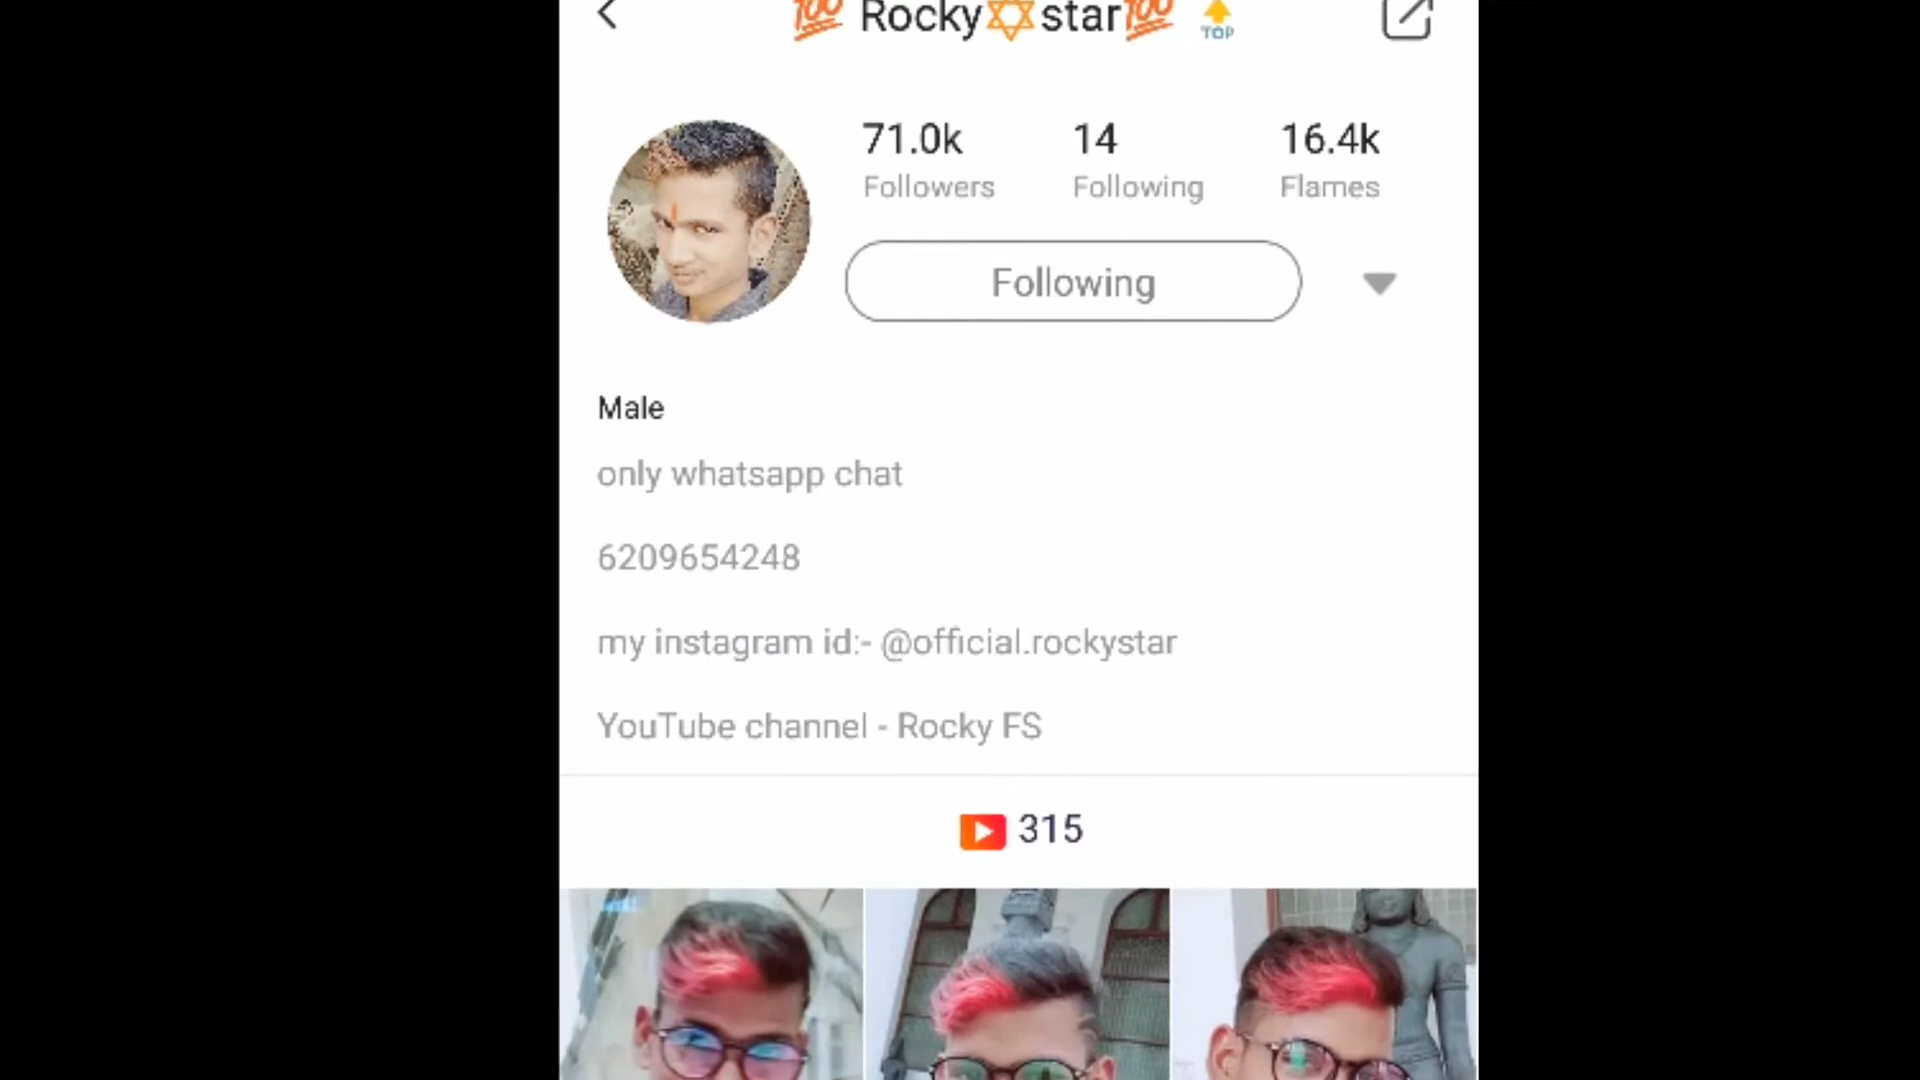 💯 Rocky✡star💯 🔝
71.0k 14 16.4k
Followers Following Flames
Following
Male
only whatsapp chat
6209654248
my instagram id:- @official.rockystar
YouTube channel - Rocky FS
315